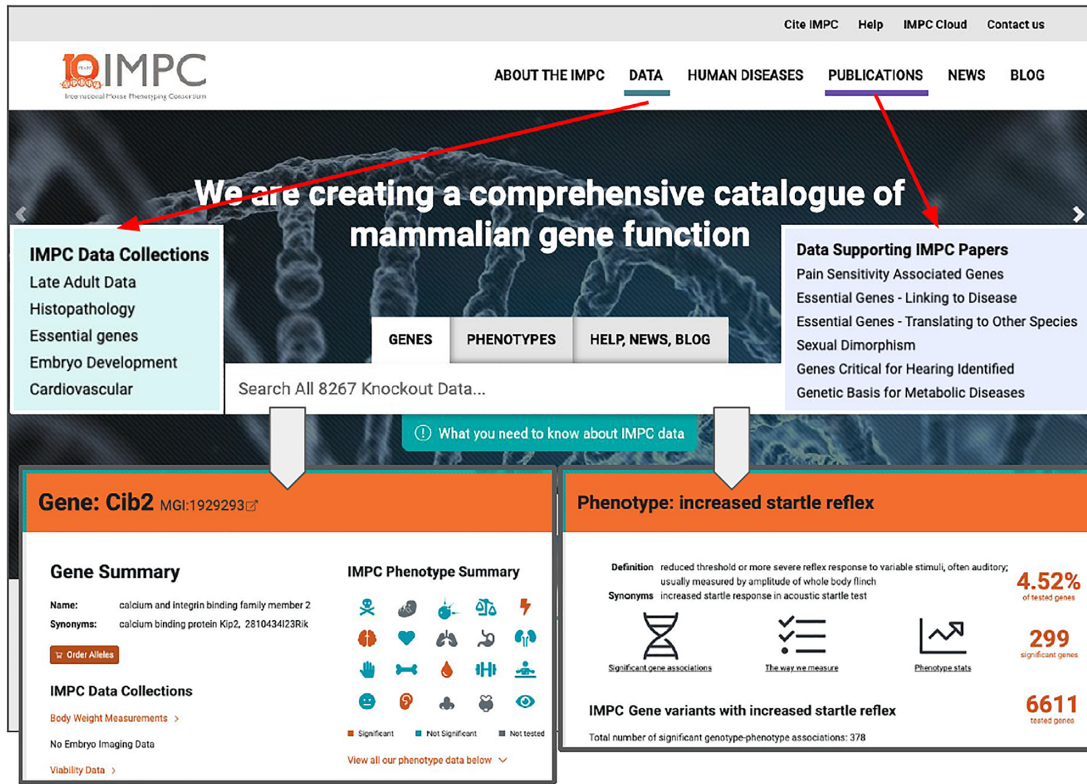 Cite IMPC Help IMPC Cloud Contact us
IMPC
International Mouse Phenotyping Consortium
ABOUT THE IMPC DATA HUMAN DISEASES PUBLICATIONS NEWS BLOG
We are creating a comprehensive catalogue of
mammalian gene function
IMPC Data Collections
Late Adult Data
Histopathology
Essential genes
Embryo Development
Cardiovascular
Data Supporting IMPC Papers
Pain Sensitivity Associated Genes
Essential Genes - Linking to Disease
Essential Genes - Translating to Other Species
Sexual Dimorphism
Genes Critical for Hearing Identified
Genetic Basis for Metabolic Diseases
GENES PHENOTYPES HELP, NEWS, BLOG
Search All 8267 Knockout Data...
What you need to know about IMPC data
Gene: Cib2 MGI:1929293
Gene Summary
Name: calcium and integrin binding family member 2
Synonyms: calcium binding protein Kip2, 2810434I23Rik
Order Alleles
IMPC Data Collections
Body Weight Measurements >
No Embryo Imaging Data
Viability Data >
IMPC Phenotype Summary
Significant Not Significant Not tested
View all our phenotype data below
Phenotype: increased startle reflex
Definition reduced threshold or more severe reflex response to variable stimuli, often auditory;
usually measured by amplitude of whole body flinch
Synonyms increased startle response in acoustic startle test
Significant gene associations The way we measure Phenotype stats
4.52%
of tested genes
299
significant genes
6611
tested genes
IMPC Gene variants with increased startle reflex
Total number of significant genotype-phenotype associations: 378